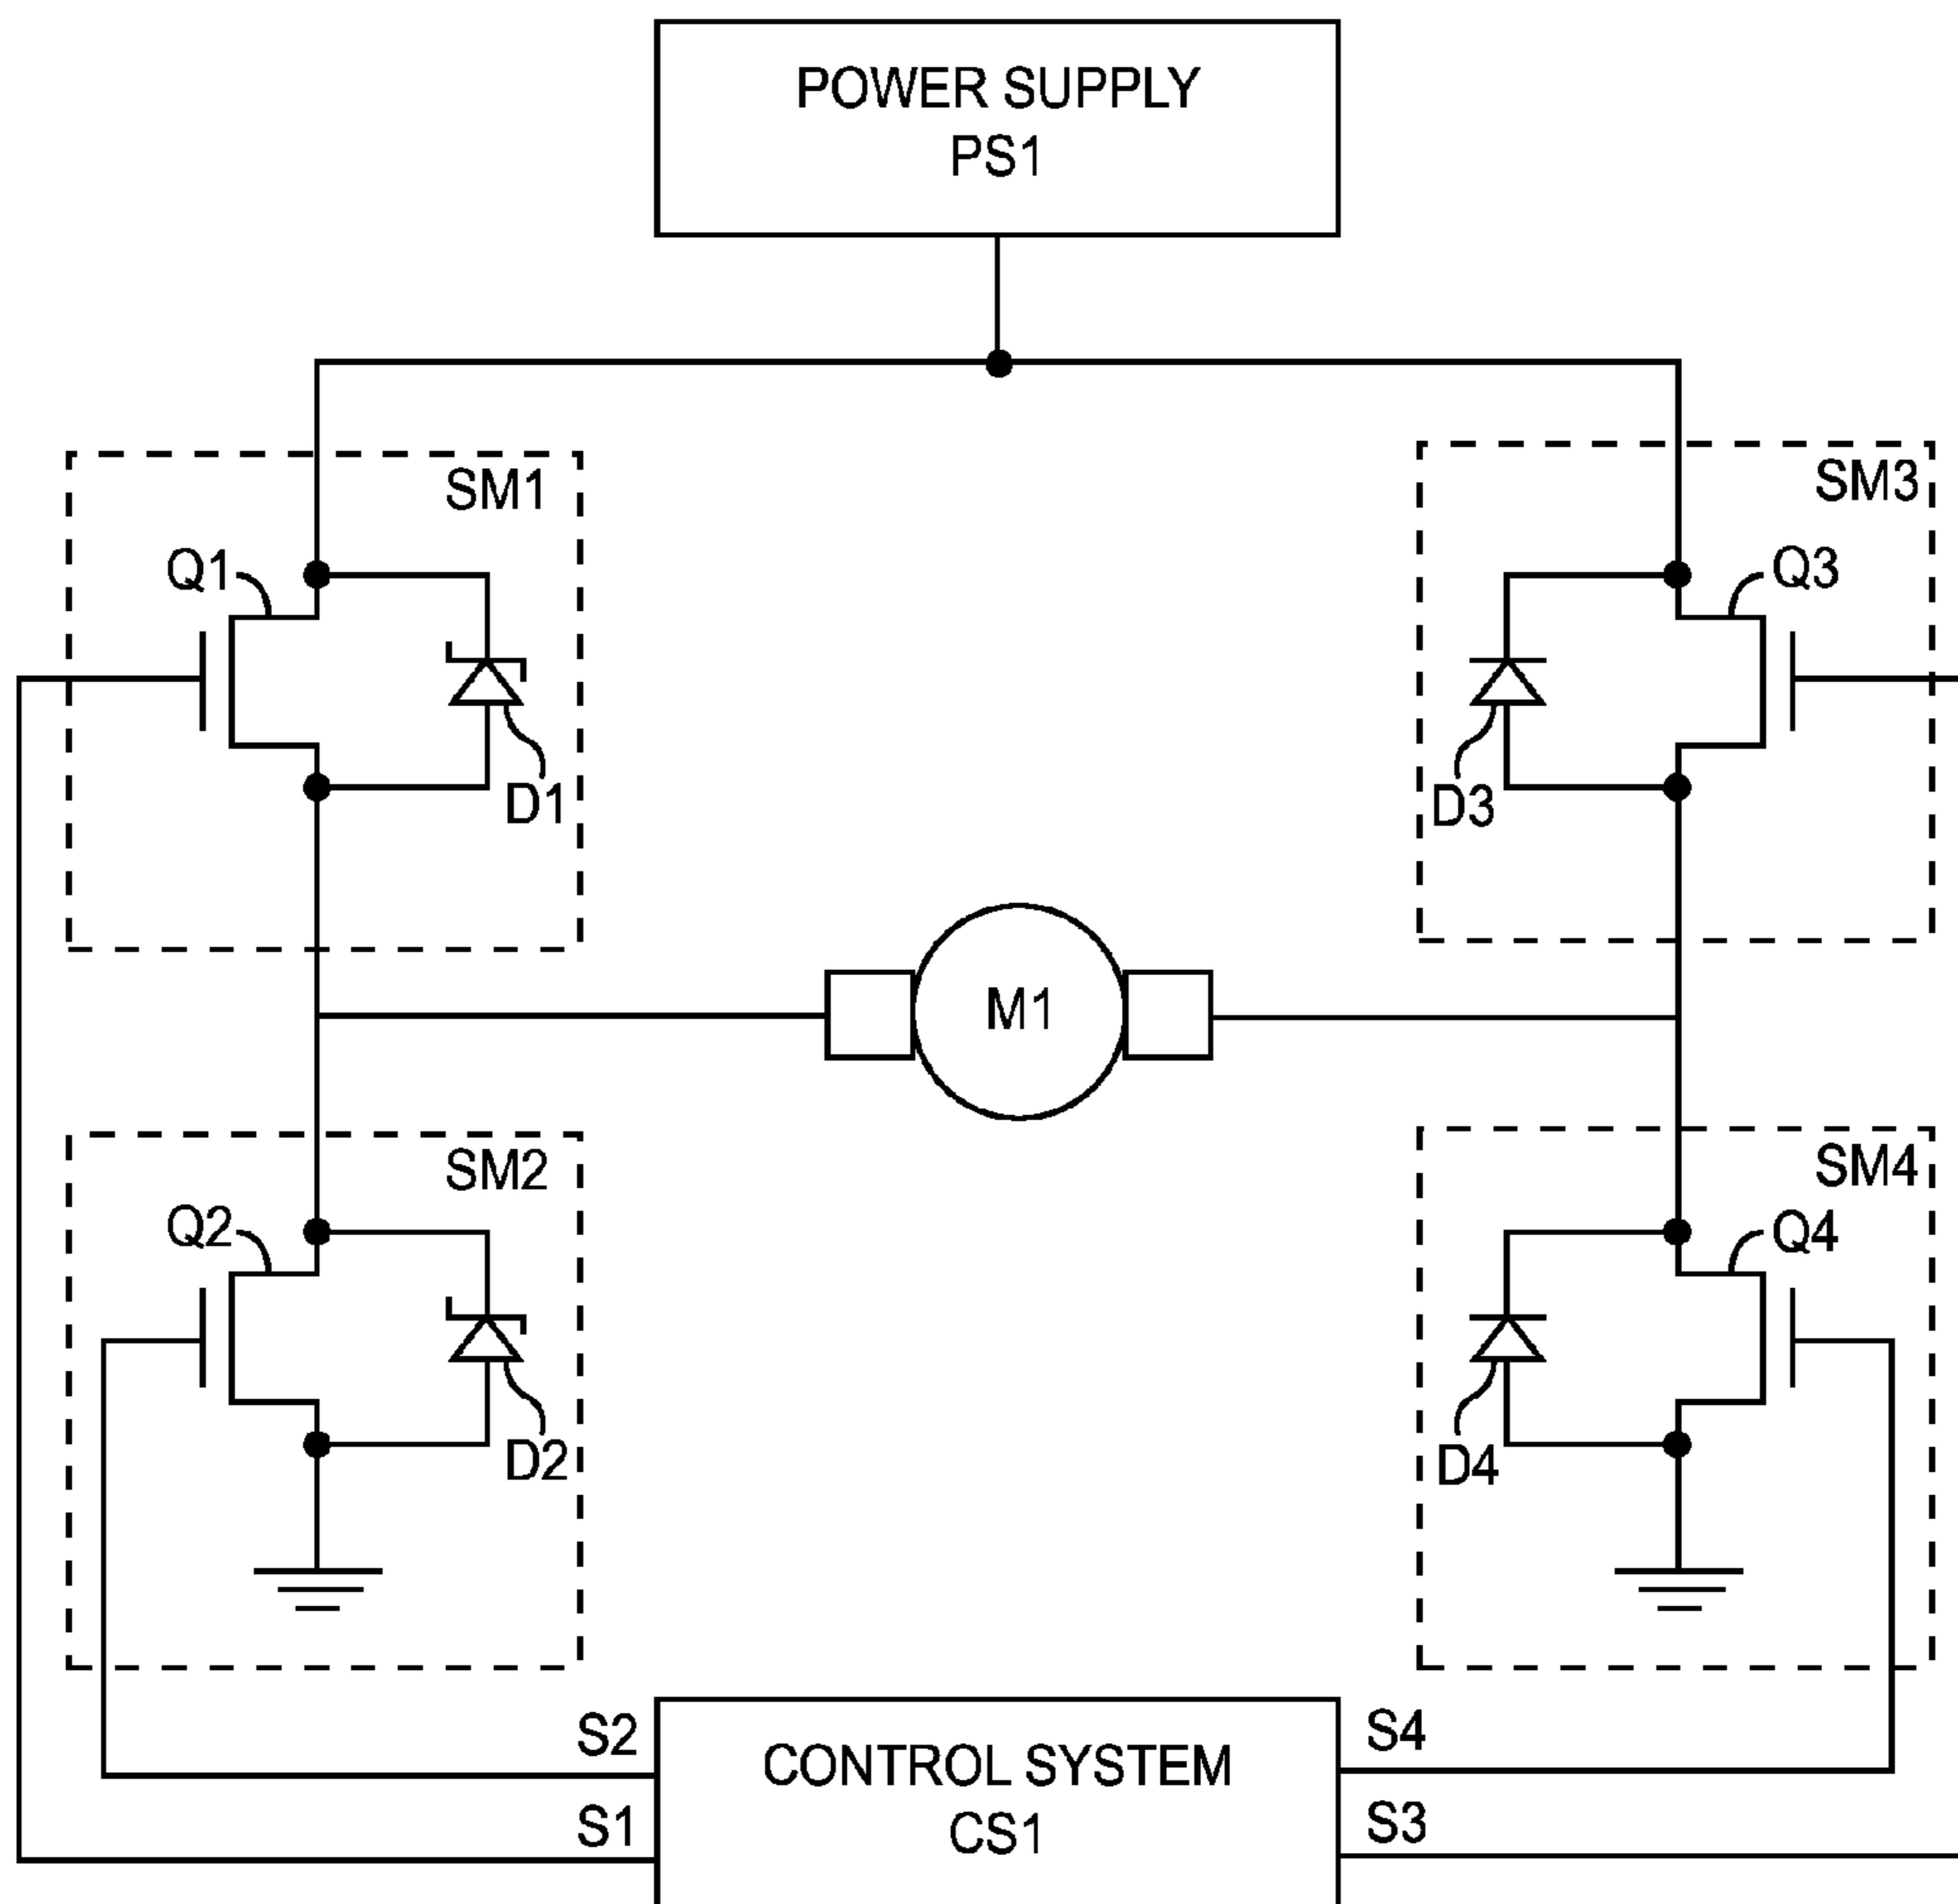 POWER SUPPLY
PS1
SM1
SM3
Q1
Q3
D1
D3
M1
SM2
SM4
Q2
Q4
D2
D4
S2
S4
CONTROL SYSTEM
S1
CS1
S3